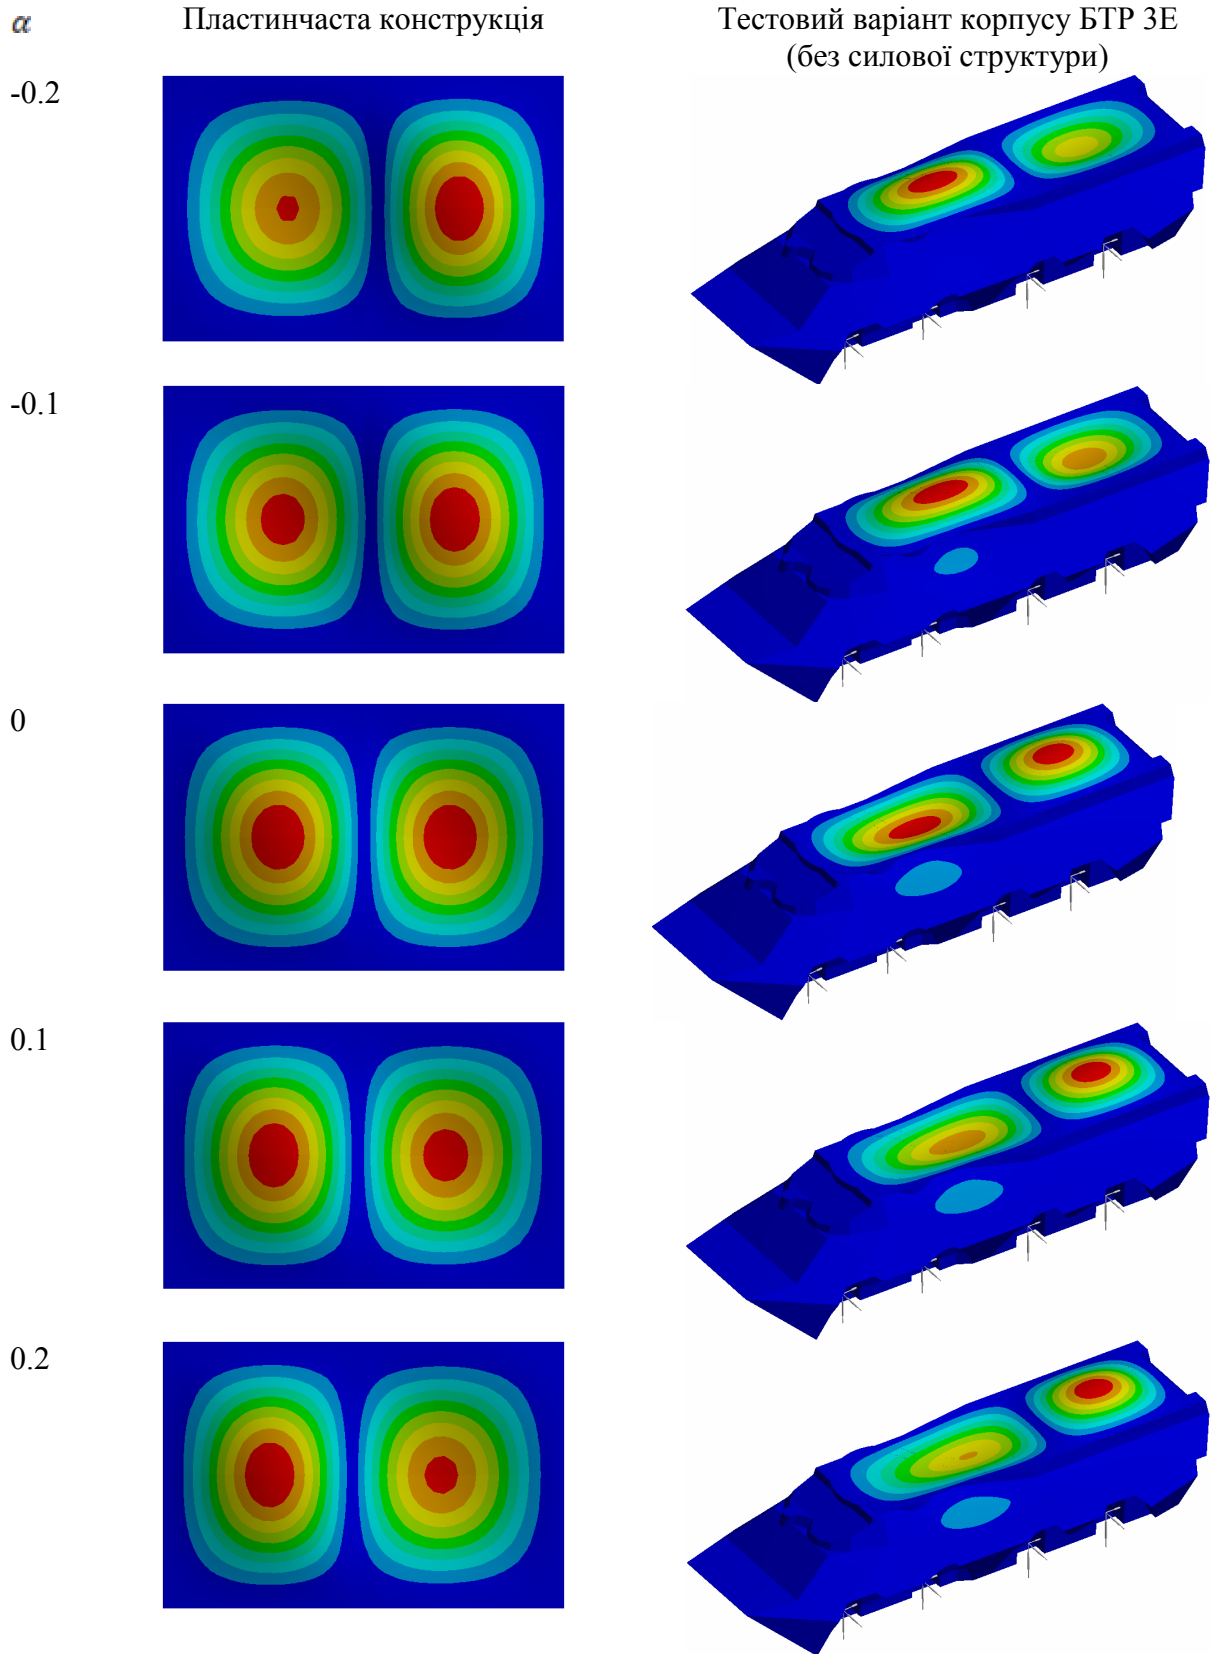 α Пластинчаста конструкція Тестовий варіант корпусу БТР 3Е
(без силової структури)
-0.2
-0.1
0
0.1
0.2